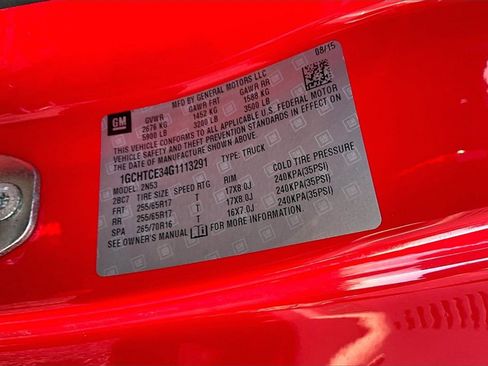 08/15
MFD BY GENERAL MOTORS LLC
GM
GVWR GAWR FRT GAWR RR
2676 KG 1452 KG 1588 KG
5900 LB 3200 LB 3500 LB
THIS VEHICLE CONFORMS TO ALL APPLICABLE U.S. FEDERAL MOTOR
VEHICLE SAFETY AND THEFT PREVENTION STANDARDS IN EFFECT ON
THE DATE OF MANUFACTURE SHOWN ABOVE.
1GCHTCE34G1113291 TYPE: TRUCK
MODEL: 2N53
2BC7 TIRE SIZE SPEED RTG RIM COLD TIRE PRESSURE
FRT 255/65R17 T 17X8.0J 240KPA(35PSI)
RR 255/65R17 T 17X8.0J 240KPA(35PSI)
SPA 265/70R16 T 16X7.0J 240KPA(35PSI)
SEE OWNER'S MANUAL FOR MORE INFORMATION.